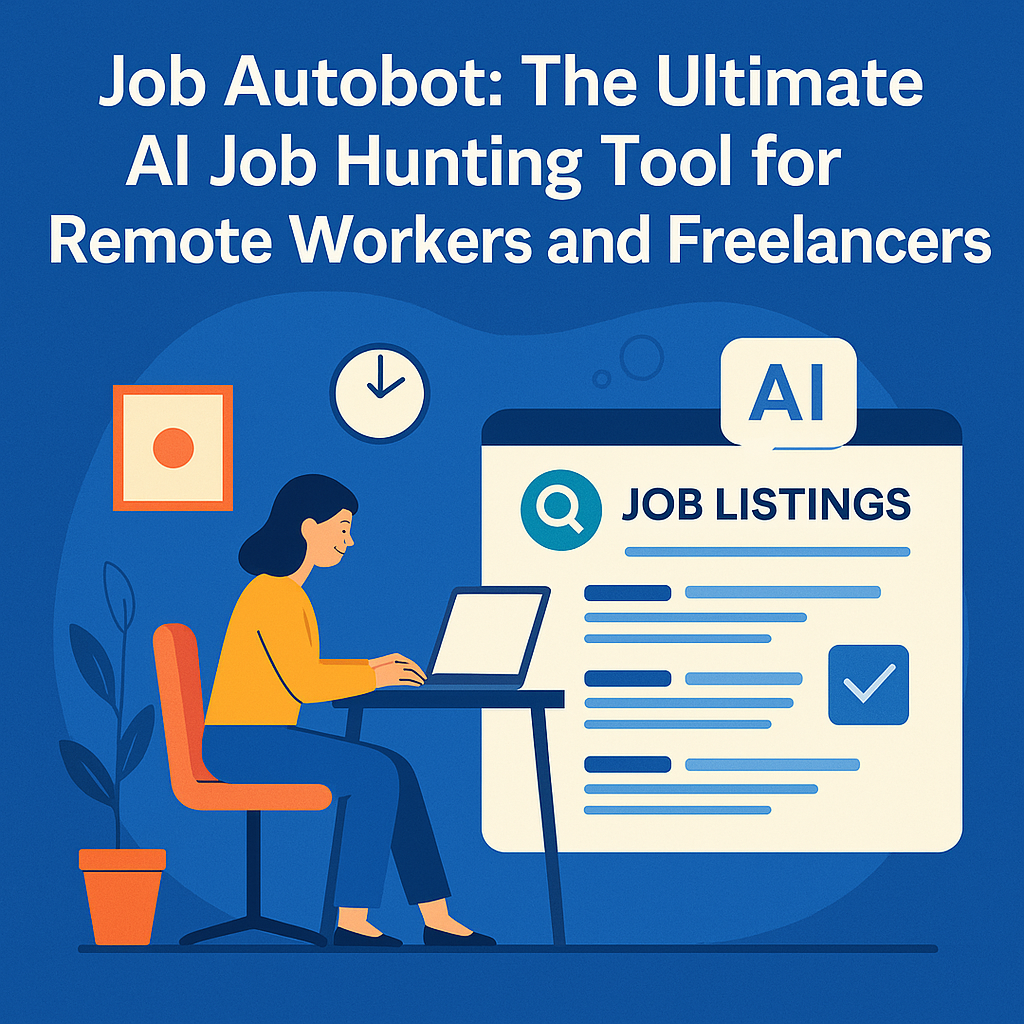 Job Autobot: The Ultimate
AI Job Hunting Tool for
Remote Workers and Freelancers
AI
JOB LISTINGS